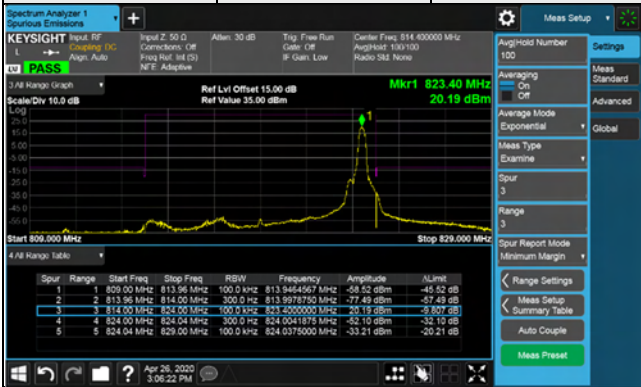 Spectrum Analyzer 1
Spurious Emissions
Meas Setup
KEYSIGHT Input: RF Input Z: 50 Ω Atten: 30 dB Trig: Free Run Center Freq: 814.400000 MHz
L Coupling: DC Corrections: Off Gate: Off Avg|Hold: 100/100
Align: Auto Freq Ref: Int (S) IF Gain: Low Radio Std: None
LU PASS NFE: Adaptive
3 All Range Graph
Ref Lvl Offset 15.00 dB Mkr1 823.40 MHz
Scale/Div 10.0 dB Ref Value 35.00 dBm 20.19 dBm
Log
25.0
15.0
5.00
-5.00
-15.0
-25.0
-35.0
-45.0
-55.0
1
Start 809.000 MHz Stop 829.000 MHz
4 All Range Table
Spur Range Start Freq Stop Freq RBW Frequency Amplitude ΔLimit
1 1 809.00 MHz 813.96 MHz 100.0 kHz 813.9464567 MHz -58.52 dBm -45.52 dB
2 2 813.96 MHz 814.00 MHz 300.0 Hz 813.9978750 MHz -77.49 dBm -57.49 dB
3 3 814.00 MHz 824.00 MHz 100.0 kHz 823.4000000 MHz 20.19 dBm -9.807 dB
4 4 824.00 MHz 824.04 MHz 300.0 Hz 824.0041875 MHz -52.10 dBm -32.10 dB
5 5 824.04 MHz 829.00 MHz 100.0 kHz 824.0375000 MHz -33.21 dBm -20.21 dB
Apr 26, 2020
3:06:22 PM
Avg|Hold Number
100
Averaging
On
Off
Average Mode
Exponential
Meas Type
Examine
Spur
3
Range
3
Spur Report Mode
Minimum Margin
Range Settings
Meas Setup
Summary Table
Auto Couple
Meas Preset
Settings
Meas
Standard
Advanced
Global